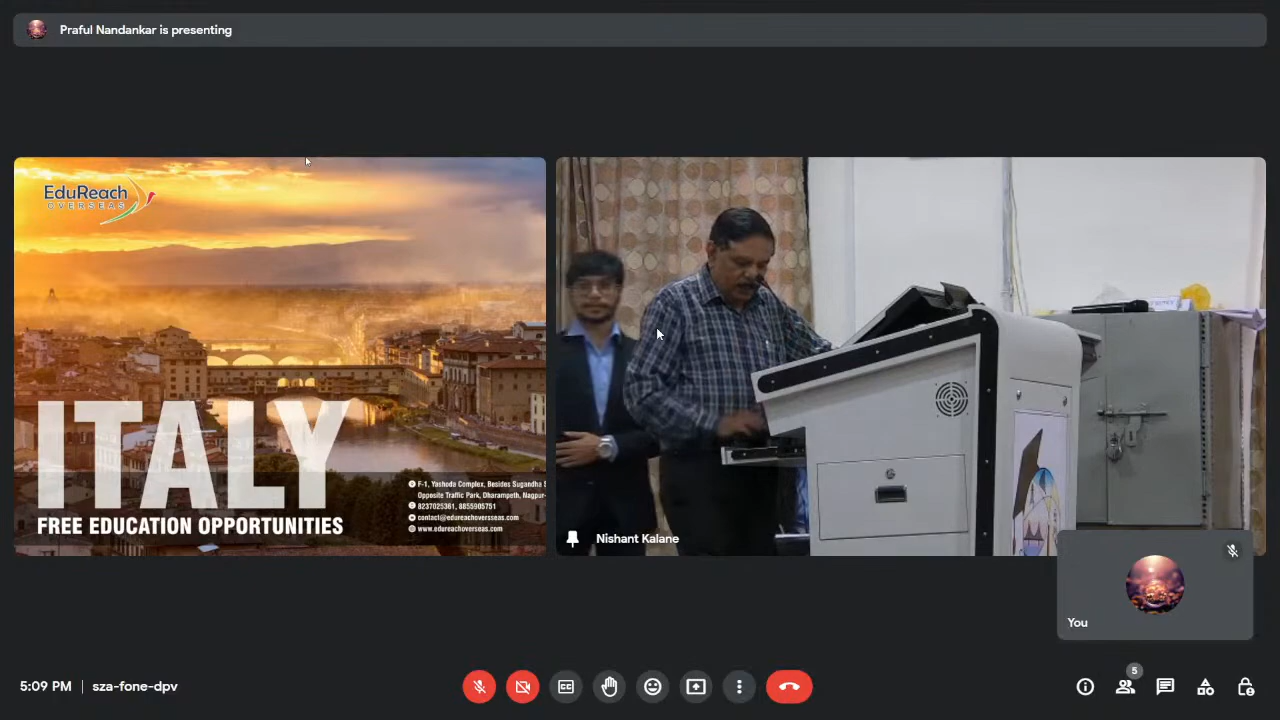 Praful Nandankar is presenting
EduReach
OVERSEAS
ITALY
FREE EDUCATION OPPORTUNITIES
F-1, Yashoda Complex, Besides Sugandha S
Opposite Traffic Park, Dharampeth, Nagpur-
8237025361, 8855905751
contact@edureachoverseas.com
www.edureachoverseas.com
Nishant Kalane
You
5:09 PM | sza-fone-dpv
5